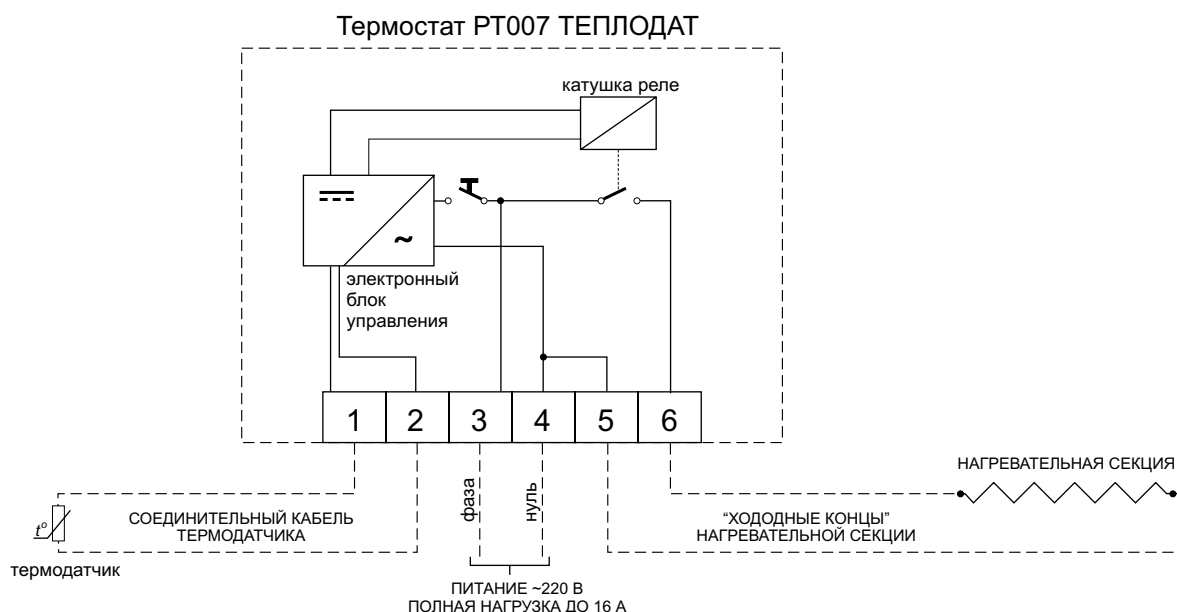 Термостат РТ007 ТЕПЛОДАТ
катушка реле
~
электронный
блок
управления
1 2 3 4 5 6
НАГРЕВАТЕЛЬНАЯ СЕКЦИЯ
фаза
нуль
СОЕДИНИТЕЛЬНЫЙ КАБЕЛЬ
ТЕРМОДАТЧИКА
"ХОДОДНЫЕ КОНЦЫ"
НАГРЕВАТЕЛЬНОЙ СЕКЦИИ
t°
термодатчик
ПИТАНИЕ ~220 В
ПОЛНАЯ НАГРУЗКА ДО 16 А